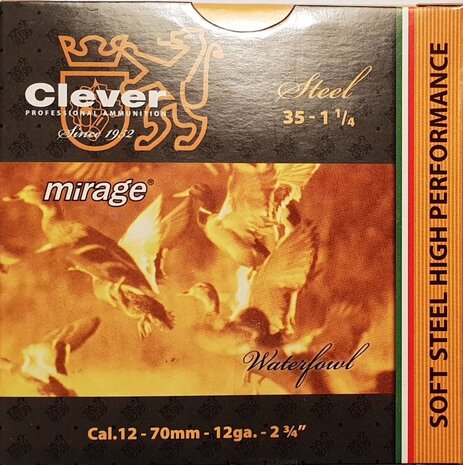 Clever
PROFESSIONAL AMMUNITION
Since 1952
Steel
35 - 1 1/4
mirage®
Waterfowl
Cal.12 - 70mm - 12ga. - 2 ¾"
SOFT STEEL HIGH PERFORMANCE